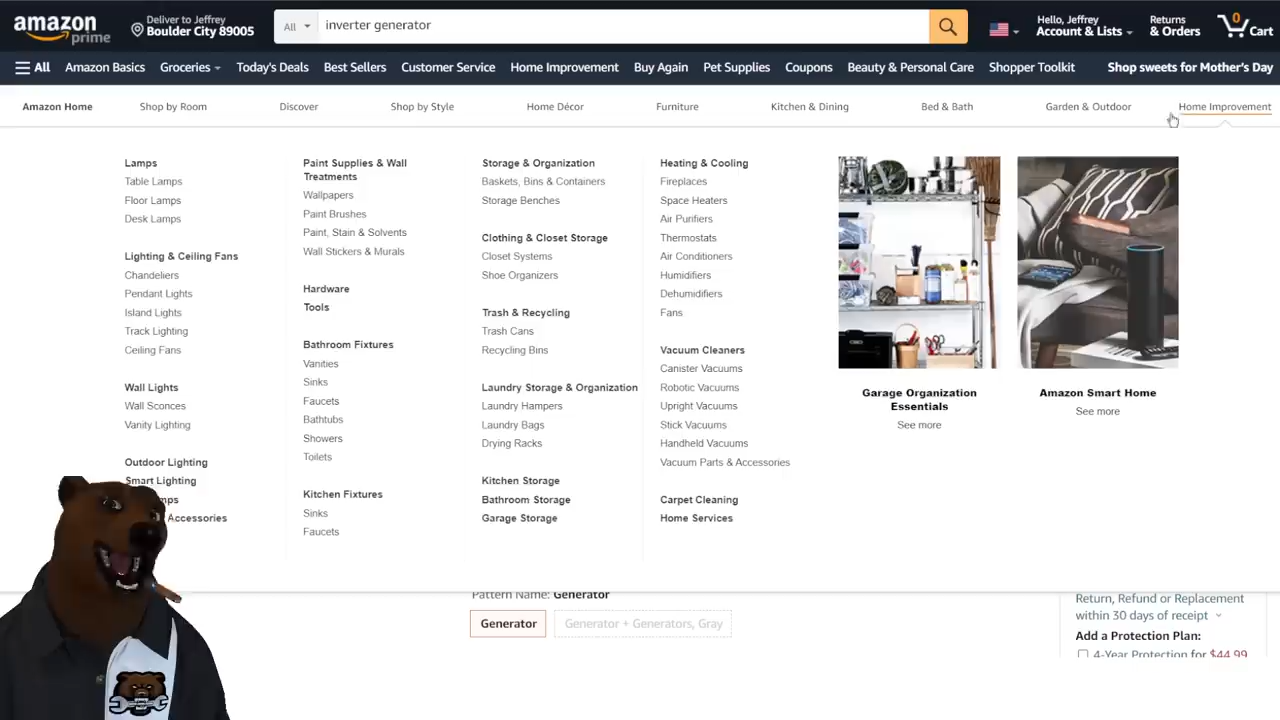 amazon
prime
Deliver to Jeffrey
Boulder City 89005
All
inverter generator
Hello, Jeffrey
Account & Lists
Returns
& Orders
0
Cart
All
Amazon Basics
Groceries
Today's Deals
Best Sellers
Customer Service
Home Improvement
Buy Again
Pet Supplies
Coupons
Beauty & Personal Care
Shopper Toolkit
Shop sweets for Mother's Day
Amazon Home
Shop by Room
Discover
Shop by Style
Home Décor
Furniture
Kitchen & Dining
Bed & Bath
Garden & Outdoor
Home Improvement
Lamps
Table Lamps
Floor Lamps
Desk Lamps
Lighting & Ceiling Fans
Chandeliers
Pendant Lights
Island Lights
Track Lighting
Ceiling Fans
Wall Lights
Wall Sconces
Vanity Lighting
Outdoor Lighting
Smart Lighting
Accessories
Paint Supplies & Wall
Treatments
Wallpapers
Paint Brushes
Paint, Stain & Solvents
Wall Stickers & Murals
Hardware
Tools
Bathroom Fixtures
Vanities
Sinks
Faucets
Bathtubs
Showers
Toilets
Kitchen Fixtures
Sinks
Faucets
Storage & Organization
Baskets, Bins & Containers
Storage Benches
Clothing & Closet Storage
Closet Systems
Shoe Organizers
Trash & Recycling
Trash Cans
Recycling Bins
Laundry Storage & Organization
Laundry Hampers
Laundry Bags
Drying Racks
Kitchen Storage
Bathroom Storage
Garage Storage
Heating & Cooling
Fireplaces
Space Heaters
Air Purifiers
Thermostats
Air Conditioners
Humidifiers
Dehumidifiers
Fans
Vacuum Cleaners
Canister Vacuums
Robotic Vacuums
Upright Vacuums
Stick Vacuums
Handheld Vacuums
Vacuum Parts & Accessories
Carpet Cleaning
Home Services
Garage Organization
Essentials
See more
Amazon Smart Home
See more
Pattern Name: Generator
Generator
Generator + Generators, Gray
Return, Refund or Replacement
within 30 days of receipt
Add a Protection Plan:
4-Year Protection for $44.99